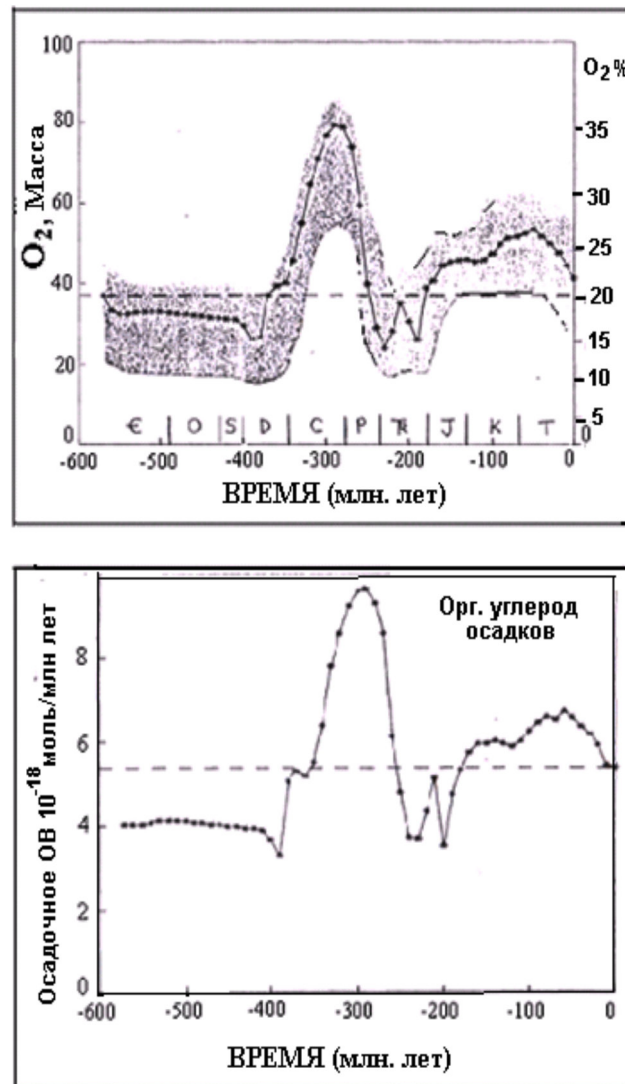 100
80
60
40
20
0
O₂, Масса
O₂%
35
30
25
20
15
10
5
0
Є O S D C P TR J K T
-600 -500 -400 -300 -200 -100 0
ВРЕМЯ (млн. лет)
Орг. углерод
осадков
8
6
4
2
0
Осадочное ОВ 10⁻¹⁸ моль/млн лет
-600 -500 -400 -300 -200 -100 0
ВРЕМЯ (млн. лет)